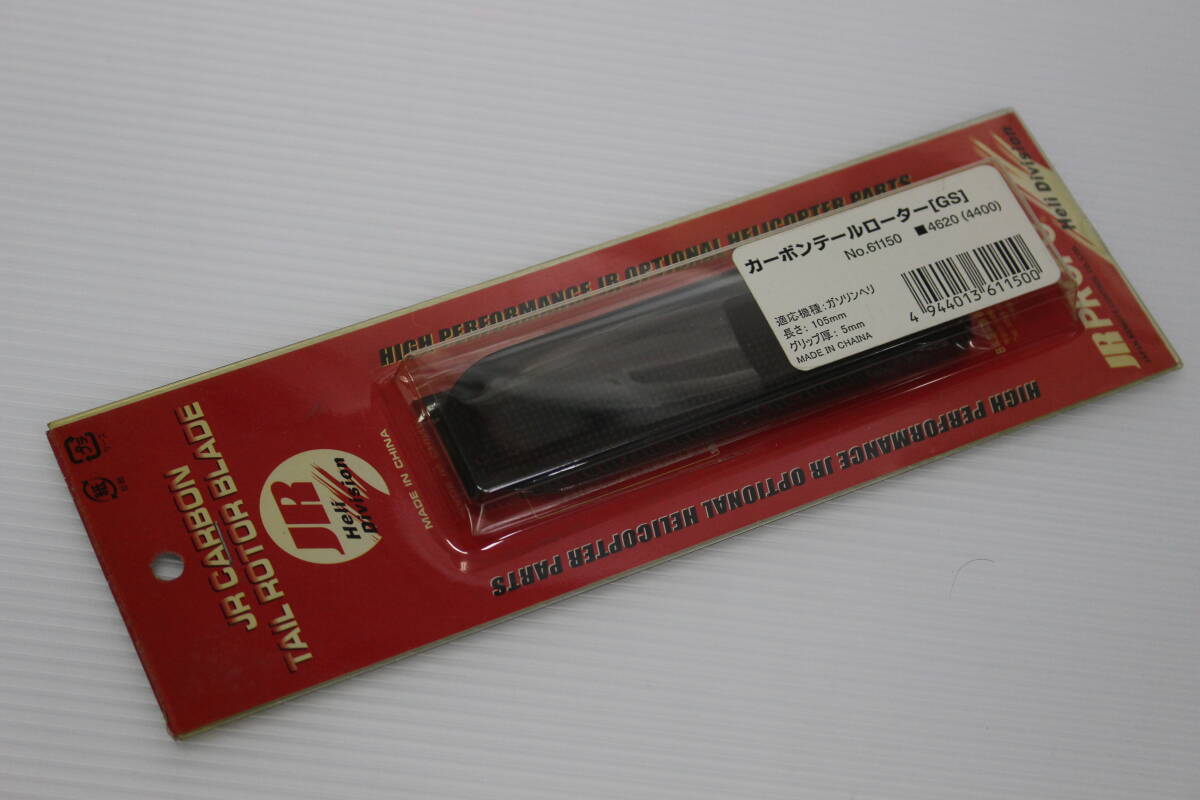 JR CARBON
TAIL ROTOR BLADE
JR
Heli
Division
MADE IN CHINA
HIGH PERFORMANCE JR OPTIONAL HELICOPTER PARTS
カーボンテールローター[GS]
No.61150 ■4620 (4400)
適応機種:ガソリンヘリ
長さ: 105mm
グリップ厚: 5mm
MADE IN CHAINA
4 944013 611500
HIGH PERFORMANCE JR OPTIONAL HELICOPTER PARTS
JR
Heli Division
プラ
紙